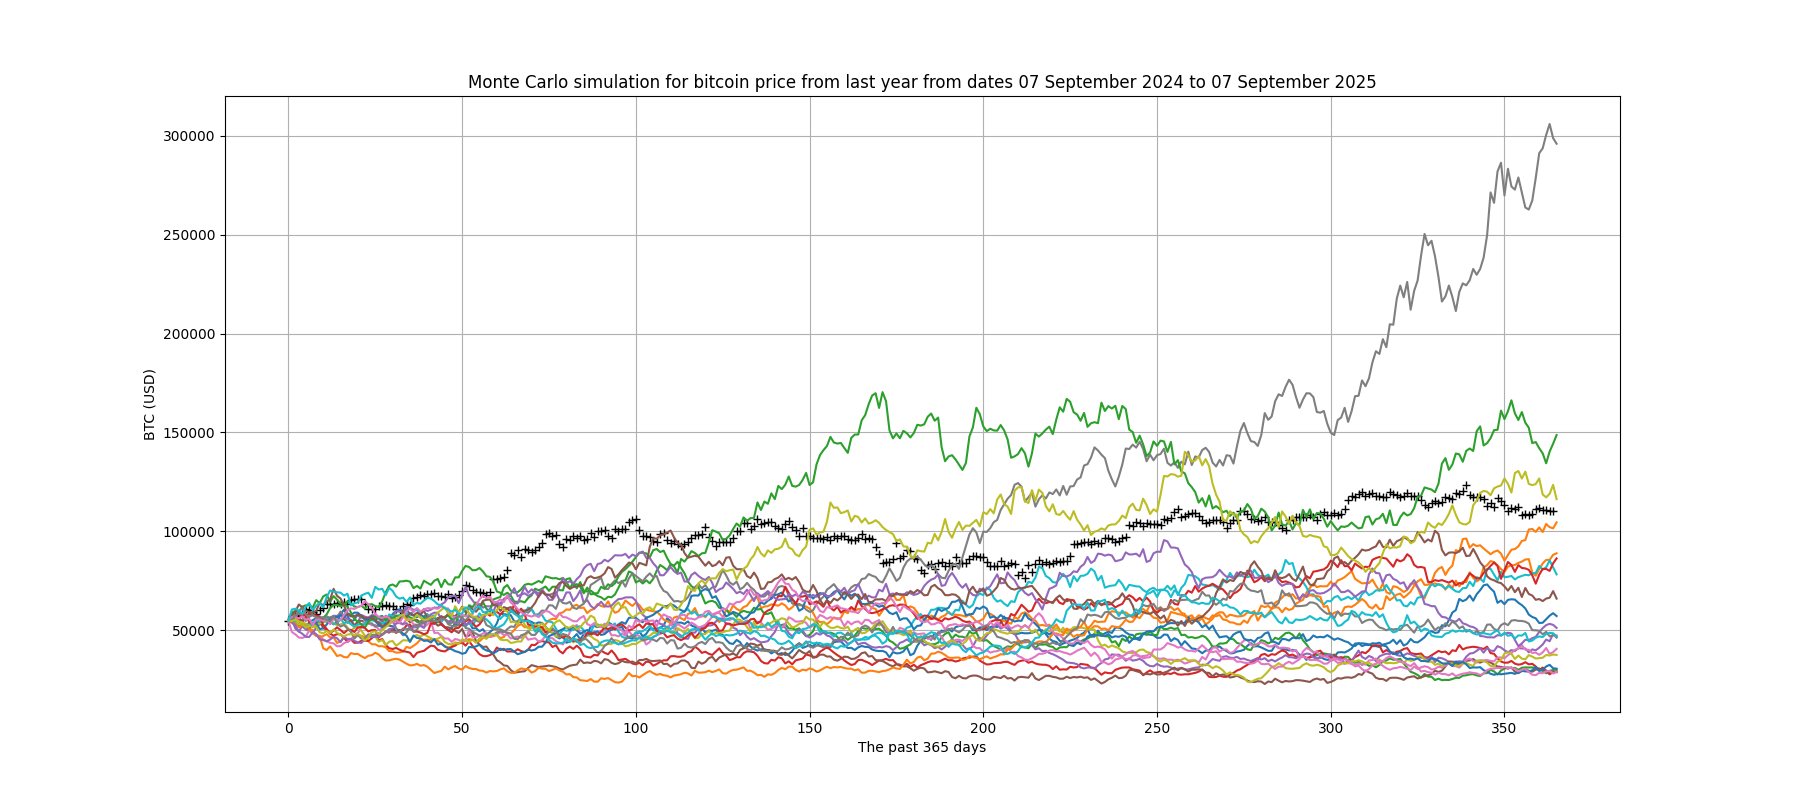 Monte Carlo simulation for bitcoin price from last year from dates 07 September 2024 to 07 September 2025
300000
250000
200000
150000
100000
50000
BTC (USD)
0 50 100 150 200 250 300 350
The past 365 days